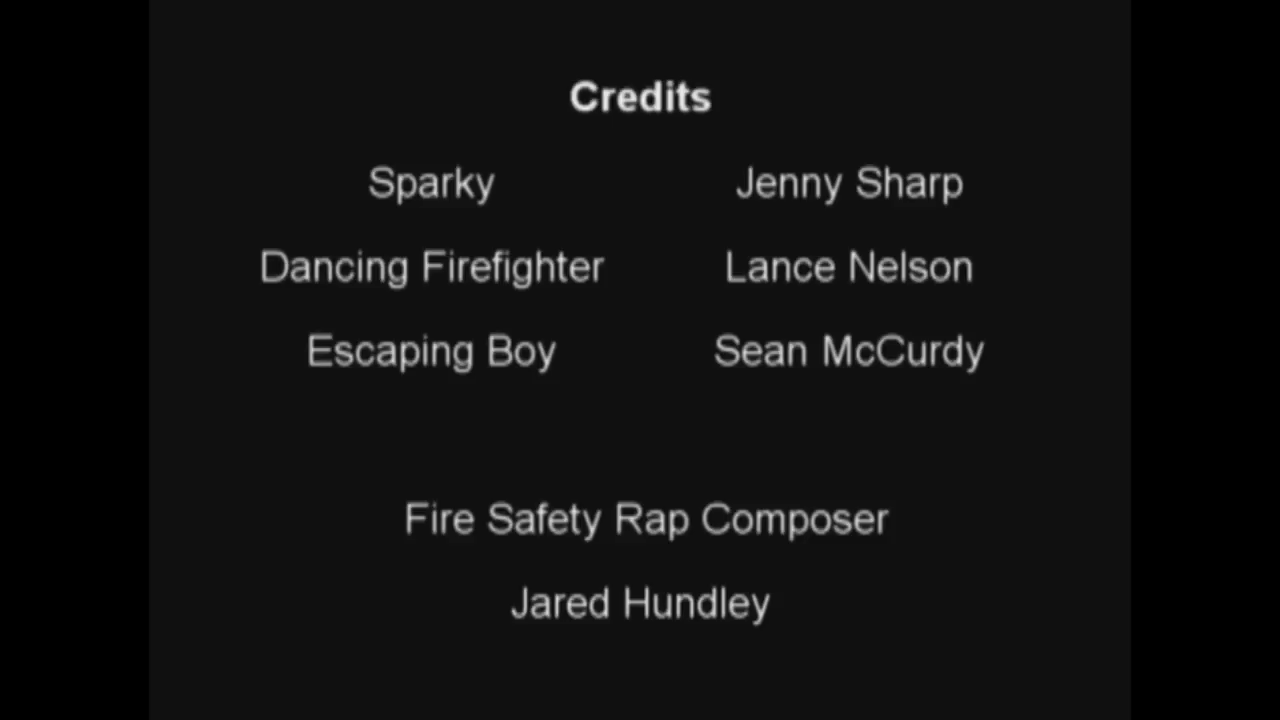 Credits
Sparky Jenny Sharp
Dancing Firefighter Lance Nelson
Escaping Boy Sean McCurdy
Fire Safety Rap Composer
Jared Hundley